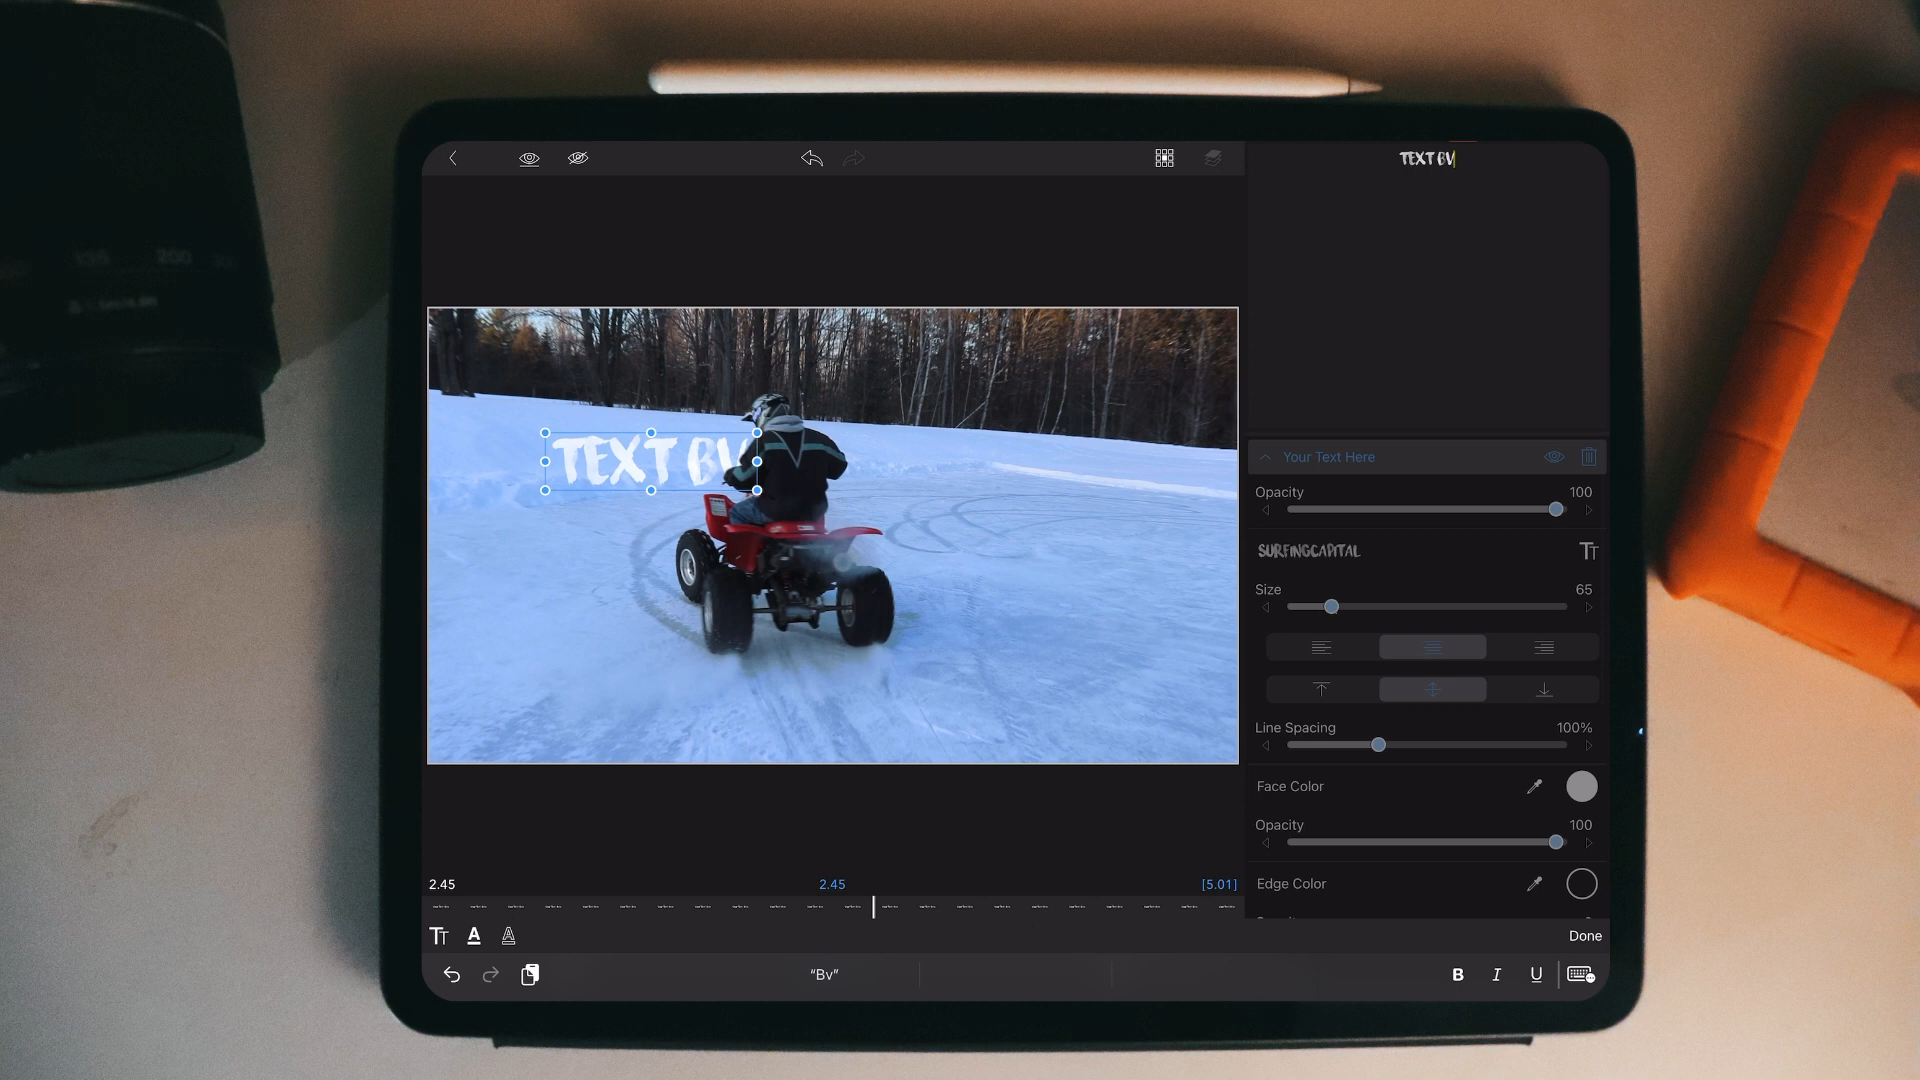 200
TEXT BV
TEXT BV
Your Text Here
Opacity
100
SURFINGCAPITAL
Size
65
Line Spacing
100%
Face Color
Opacity
100
2.45
2.45
[5.01]
Edge Color
Done
"Bv"
B
I
U